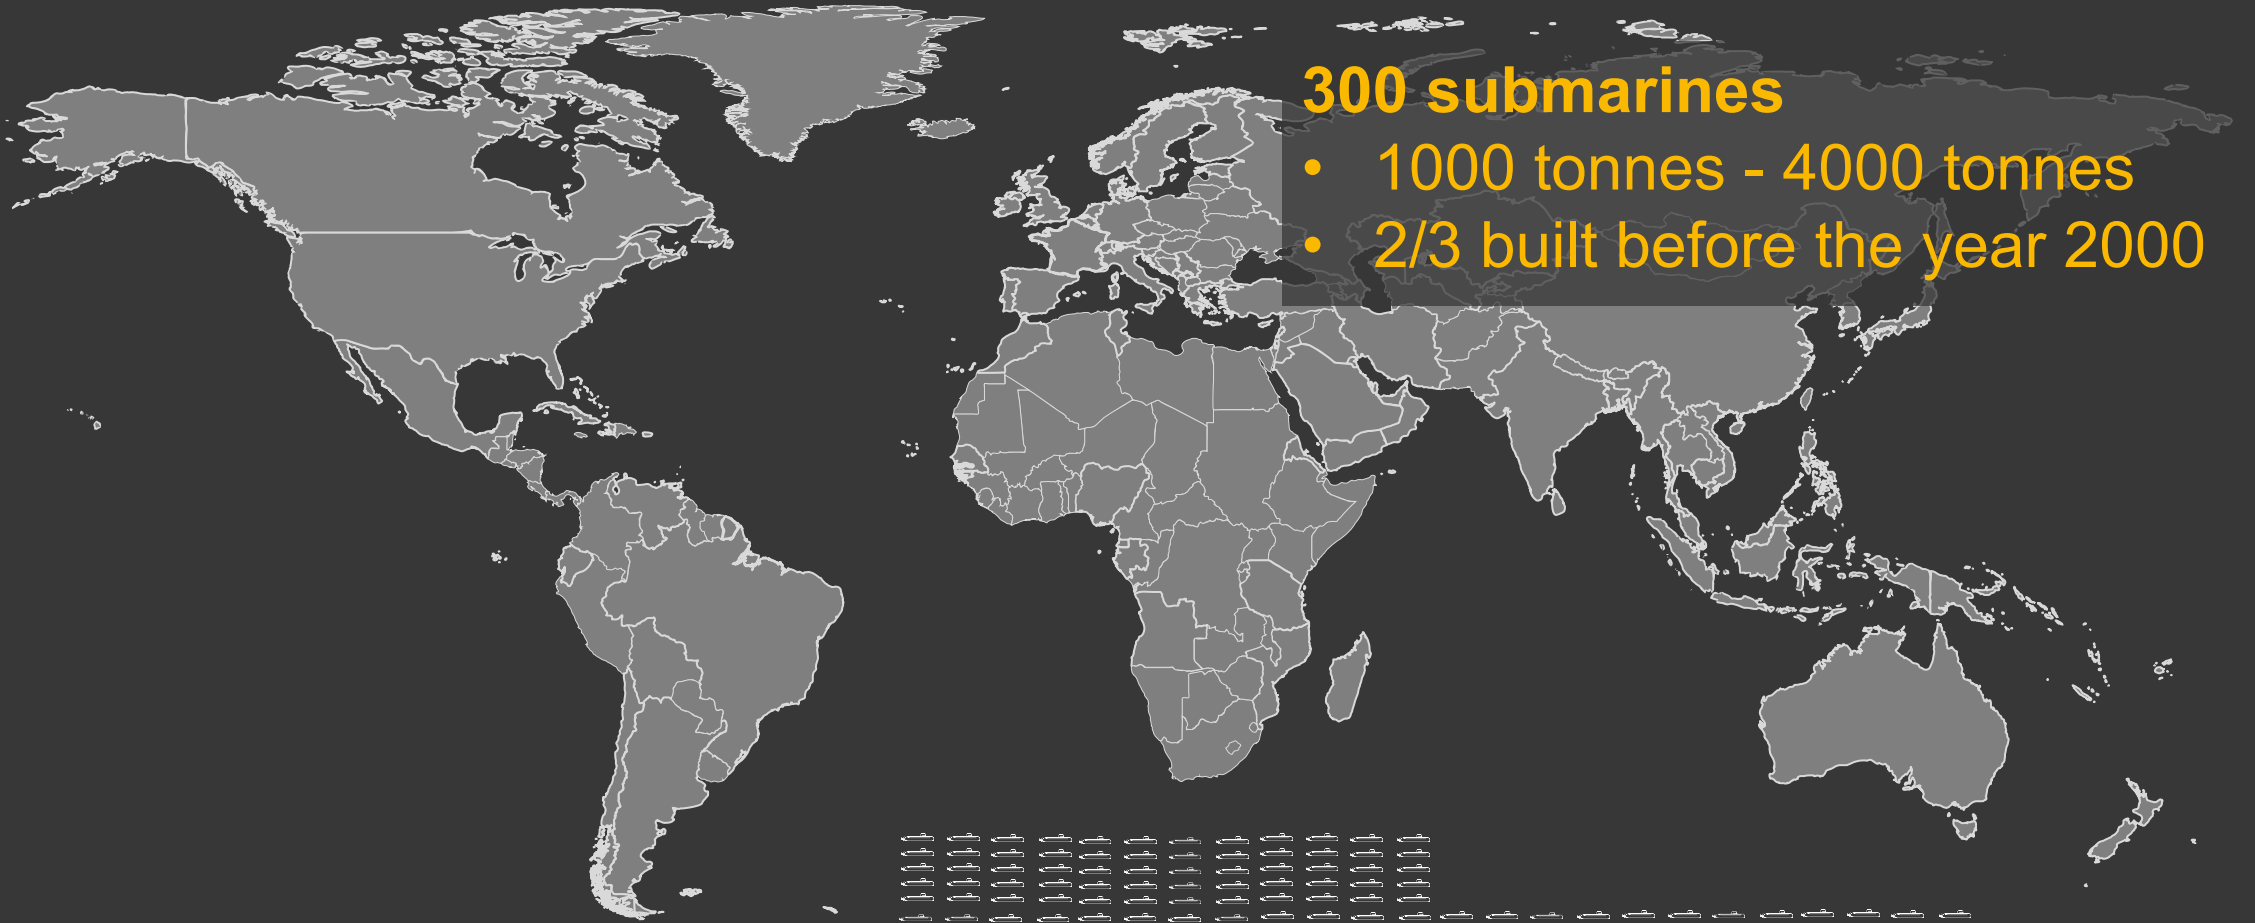 300 submarines
• 1000 tonnes - 4000 tonnes
• 2/3 built before the year 2000